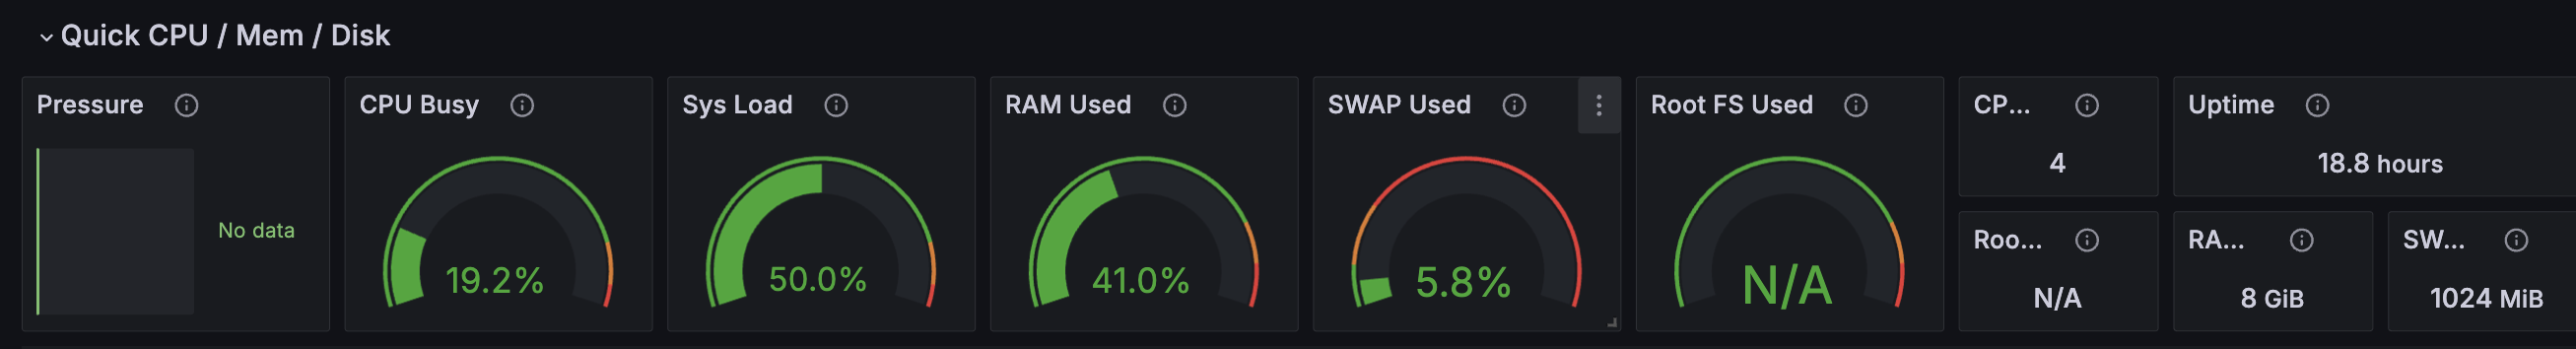 Quick CPU / Mem / Disk
Pressure
No data
CPU Busy
19.2%
Sys Load
50.0%
RAM Used
41.0%
SWAP Used
5.8%
Root FS Used
N/A
CP...
4
Uptime
18.8 hours
Roo...
N/A
RA...
8 GiB
SW...
1024 MiB